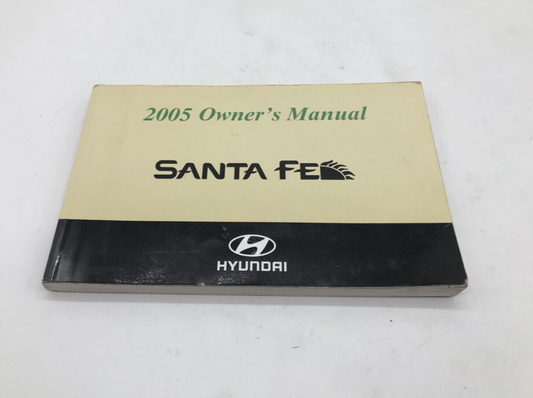 2005 Owner's Manual
SANTA FE
HYUNDAI